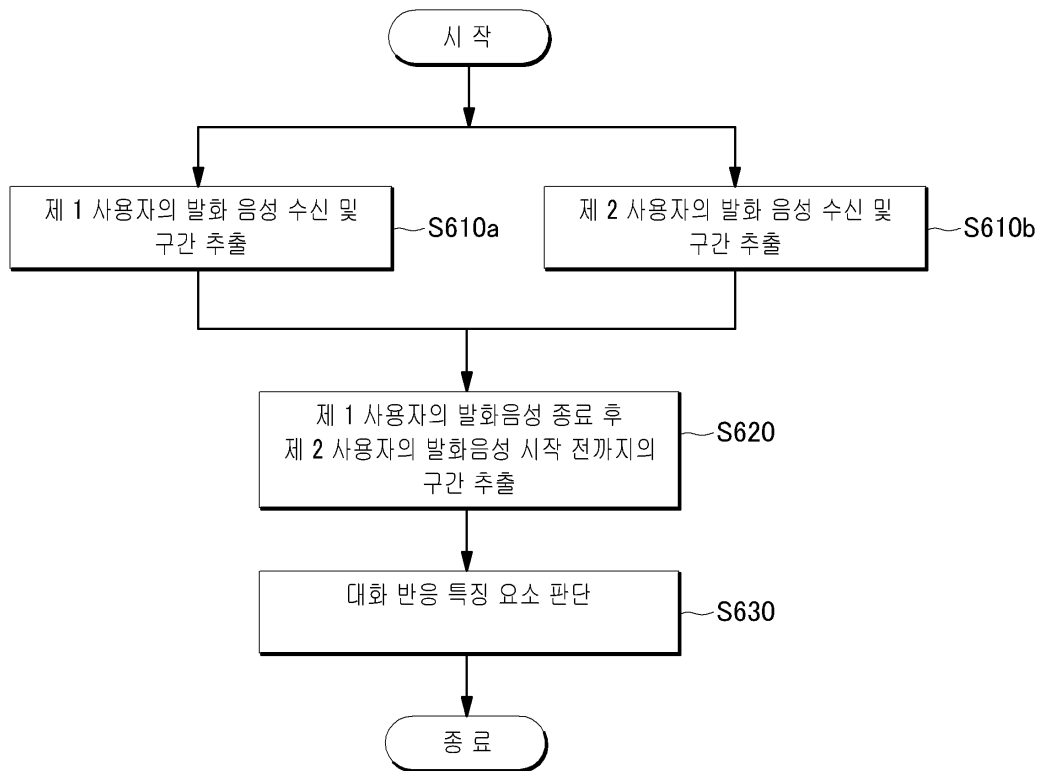 시 작
제 1 사용자의 발화 음성 수신 및
구간 추출
S610a
제 2 사용자의 발화 음성 수신 및
구간 추출
S610b
제 1 사용자의 발화음성 종료 후
제 2 사용자의 발화음성 시작 전까지의
구간 추출
S620
대화 반응 특징 요소 판단
S630
종 료